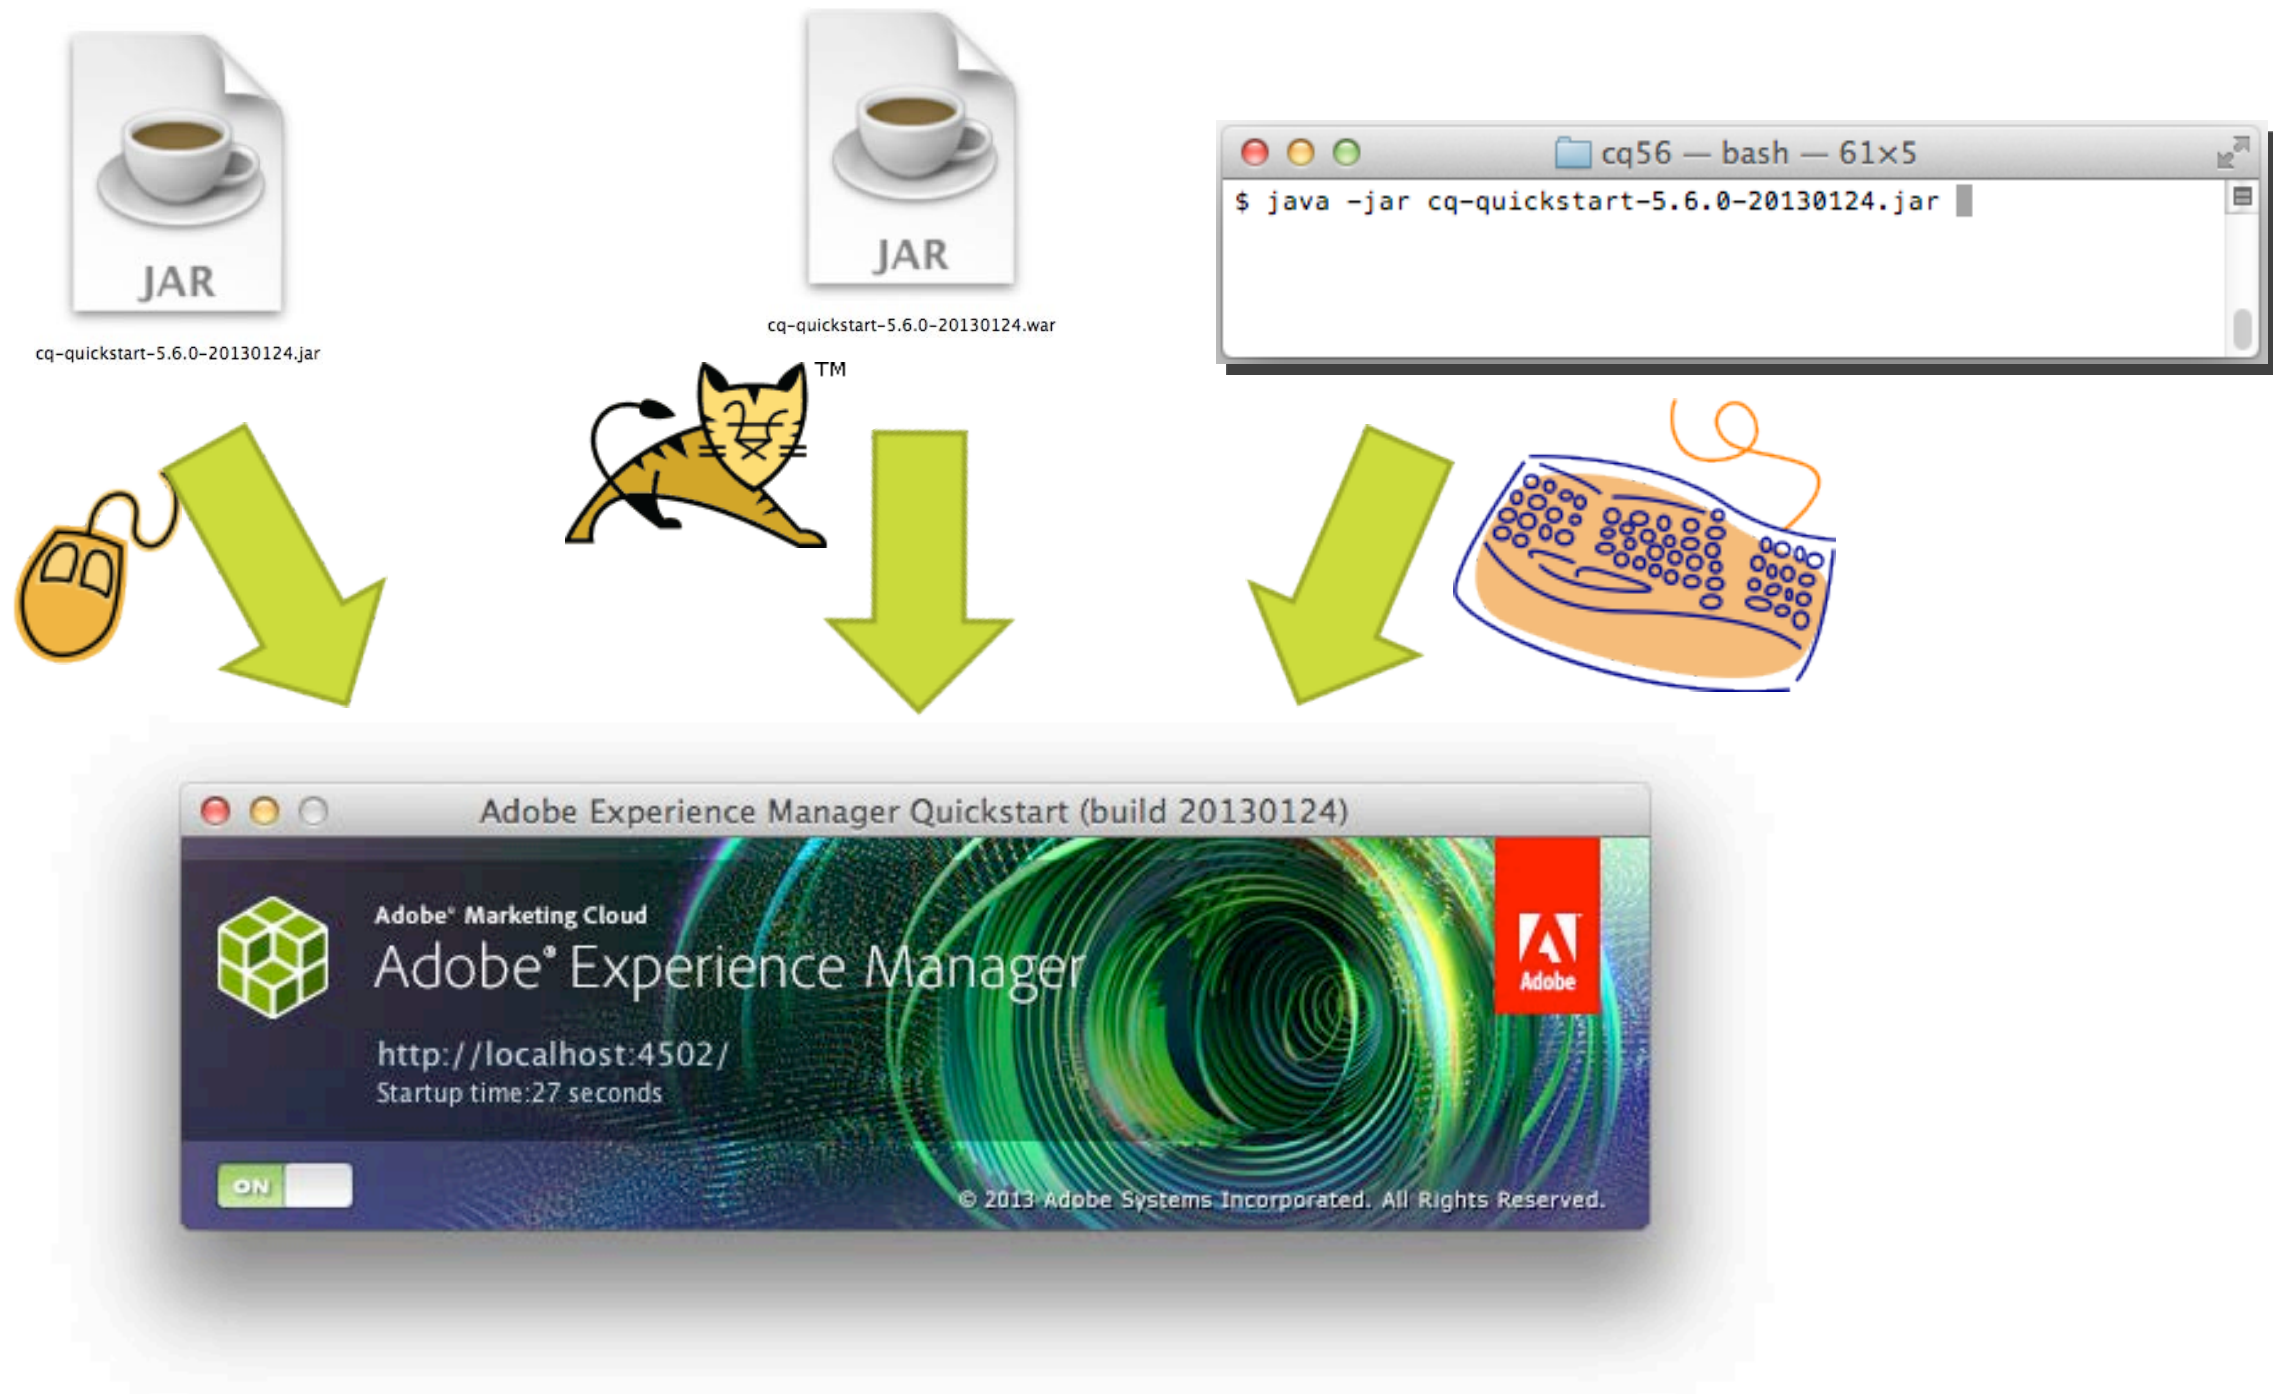 JAR
cq-quickstart-5.6.0-20130124.jar
JAR
cq-quickstart-5.6.0-20130124.war
TM
cq56 — bash — 61×5
$ java -jar cq-quickstart-5.6.0-20130124.jar
Adobe Experience Manager Quickstart (build 20130124)
Adobe® Marketing Cloud
Adobe® Experience Manager
Adobe
http://localhost:4502/
Startup time:27 seconds
ON
© 2013 Adobe Systems Incorporated. All Rights Reserved.